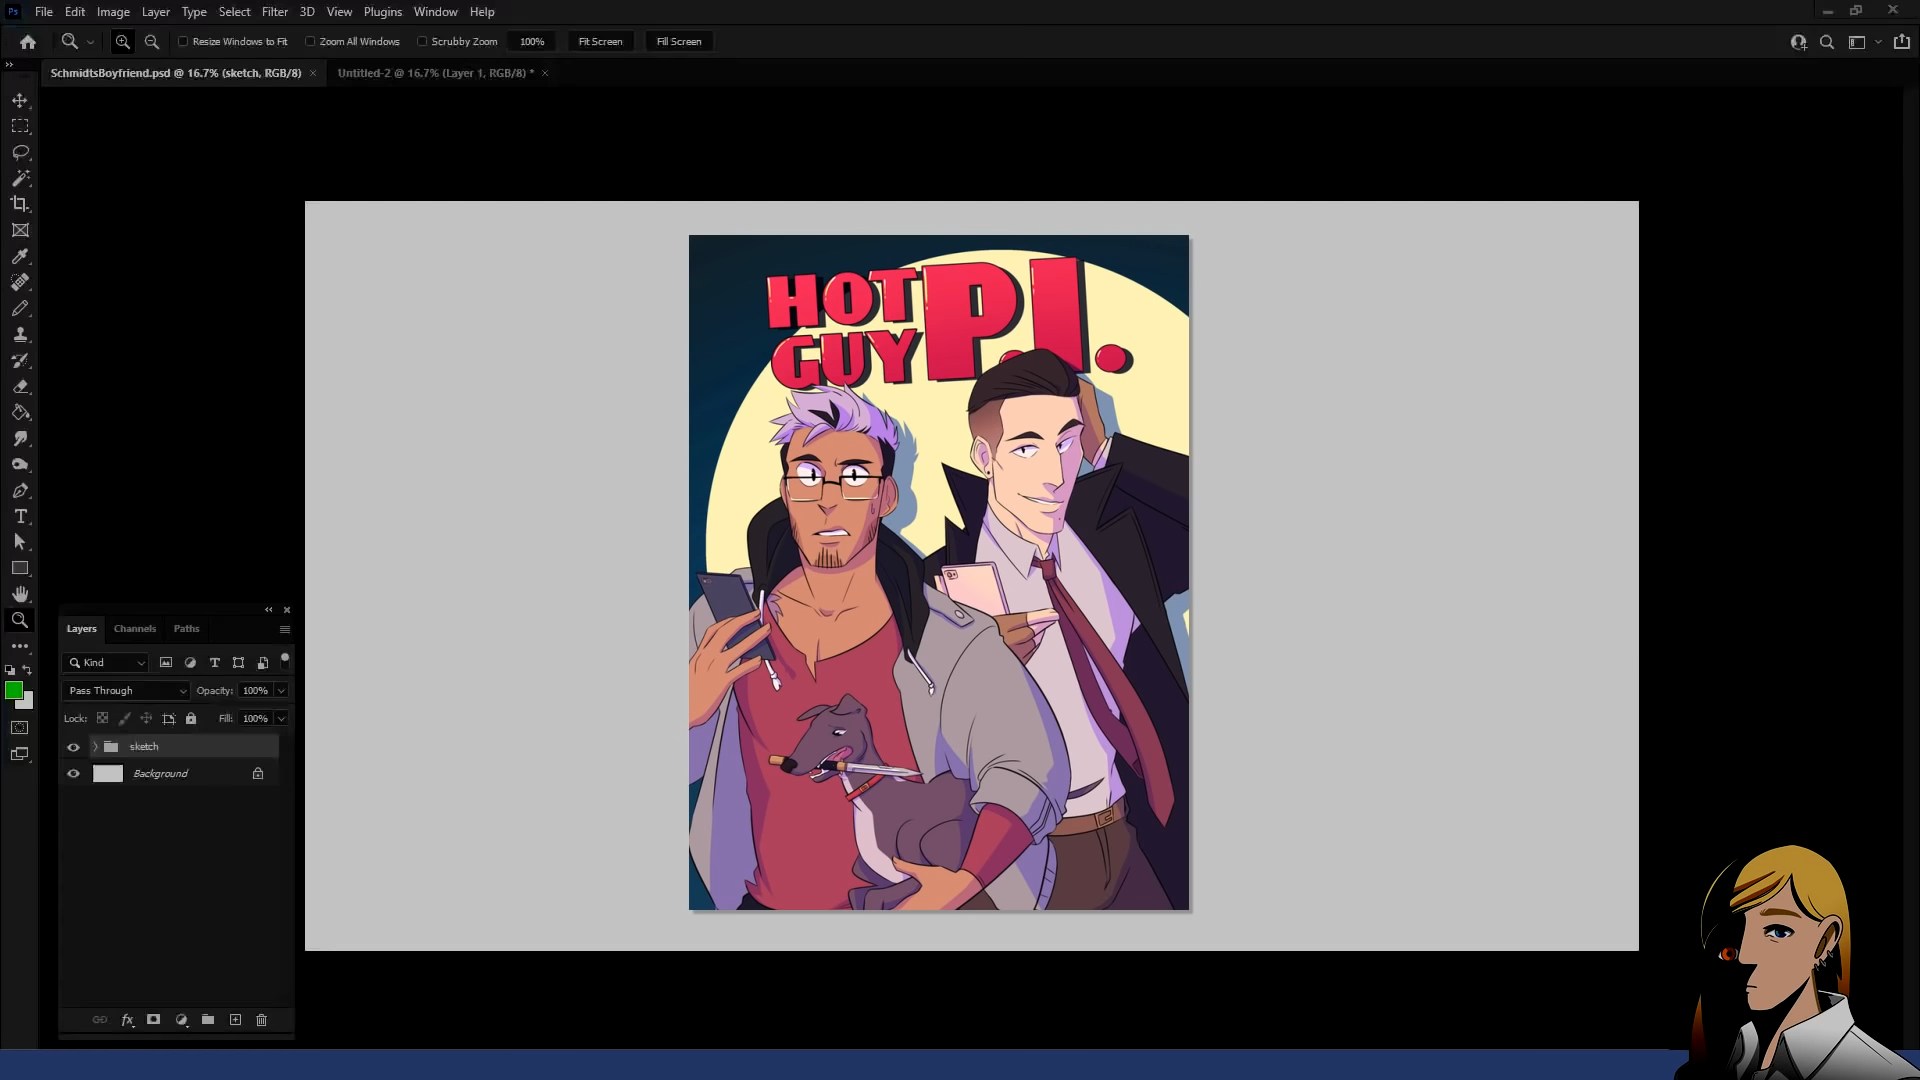 Ps File Edit Image Layer Type Select Filter 3D View Plugins Window Help
Resize Windows to Fit Zoom All Windows Scrubby Zoom 100% Fit Screen Fill Screen
SchmidtsBoyfriend.psd @ 16.7% (sketch, RGB/8) × Untitled-2 @ 16.7% (Layer 1, RGB/8) * ×
HOT
GUY
P.I.
Layers Channels Paths
Kind
Pass Through Opacity: 100%
Lock: Fill: 100%
sketch
Background